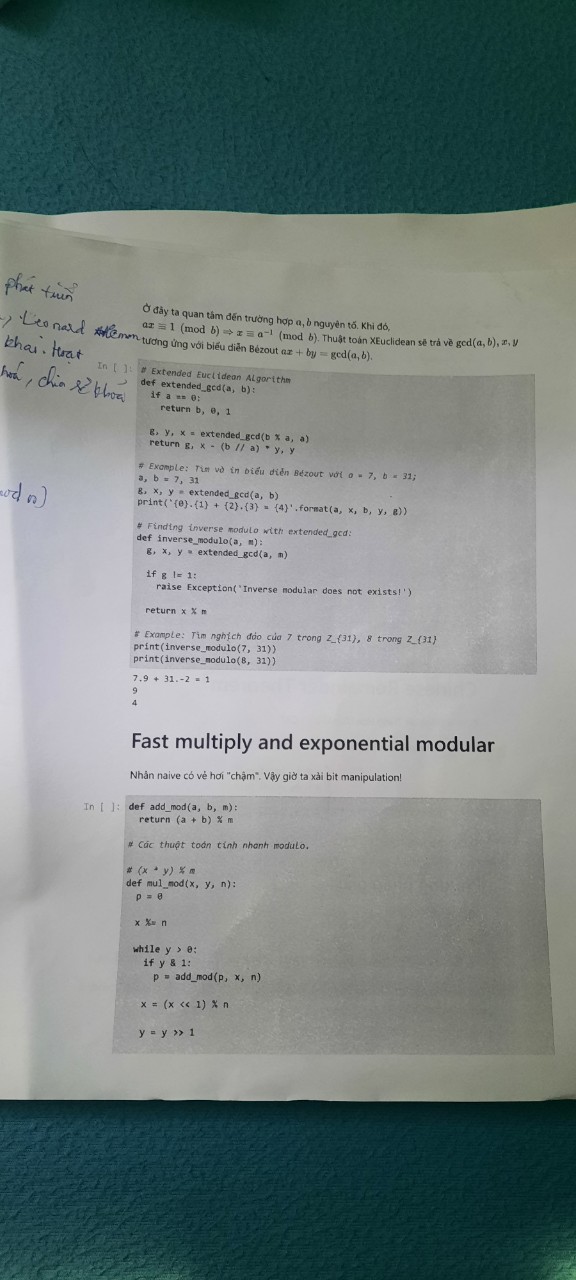 phát triển
Leonard
khai hoạt
hoá, chia sẻ khoá
mod n)
Ở đây ta quan tâm đến trường hợp a, b nguyên tố. Khi đó,
ax ≡ 1 (mod b) ⇒ x ≡ a⁻¹ (mod b). Thuật toán XEuclidean sẽ trả về gcd(a, b), x, y
tương ứng với biểu diễn Bézout ax + by = gcd(a, b).
In [ ]:
# Extended Euclidean Algorithm
def extended_gcd(a, b):
if a == 0:
return b, 0, 1
g, y, x = extended_gcd(b % a, a)
return g, x - (b // a) * y, y
# Example: Tìm và in biểu diễn Bézout với a = 7, b = 31;
a, b = 7, 31
g, x, y = extended_gcd(a, b)
print('{0}.{1} + {2}.{3} = {4}'.format(a, x, b, y, g))
# Finding inverse modulo with extended_gcd:
def inverse_modulo(a, m):
g, x, y = extended_gcd(a, m)
if g != 1:
raise Exception('Inverse modular does not exists!')
return x % m
# Example: Tìm nghịch đảo của 7 trong Z_{31}, 8 trong Z_{31}
print(inverse_modulo(7, 31))
print(inverse_modulo(8, 31))
7.9 + 31.-2 = 1
9
4
Fast multiply and exponential modular
Nhân naive có vẻ hơi "chậm". Vậy giờ ta xài bit manipulation!
In [ ]:
def add_mod(a, b, m):
return (a + b) % m
# Các thuật toán tính nhanh modulo.
# (x * y) % m
def mul_mod(x, y, n):
p = 0
x %= n
while y > 0:
if y & 1:
p = add_mod(p, x, n)
x = (x << 1) % n
y = y >> 1